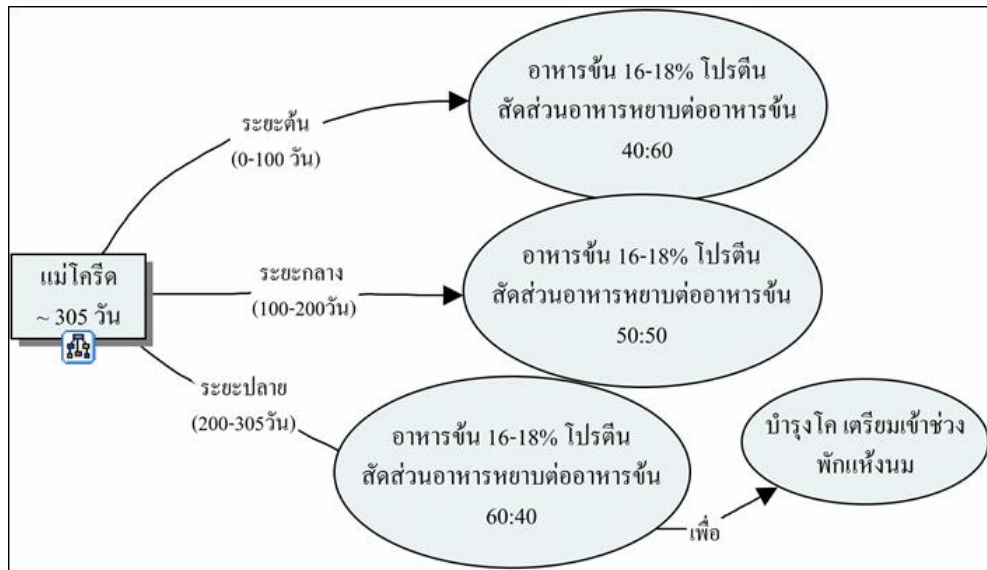 อาหารข้น 16-18% โปรตีน
สัดส่วนอาหารหยาบต่ออาหารข้น
40:60
ระยะต้น
(0-100 วัน)
แม่โครีด
~ 305 วัน
ระยะกลาง
(100-200วัน)
อาหารข้น 16-18% โปรตีน
สัดส่วนอาหารหยาบต่ออาหารข้น
50:50
ระยะปลาย
(200-305วัน)
อาหารข้น 16-18% โปรตีน
สัดส่วนอาหารหยาบต่ออาหารข้น
60:40
เพื่อ
บำรุงโค เตรียมเข้าช่วง
พักแห้งนม